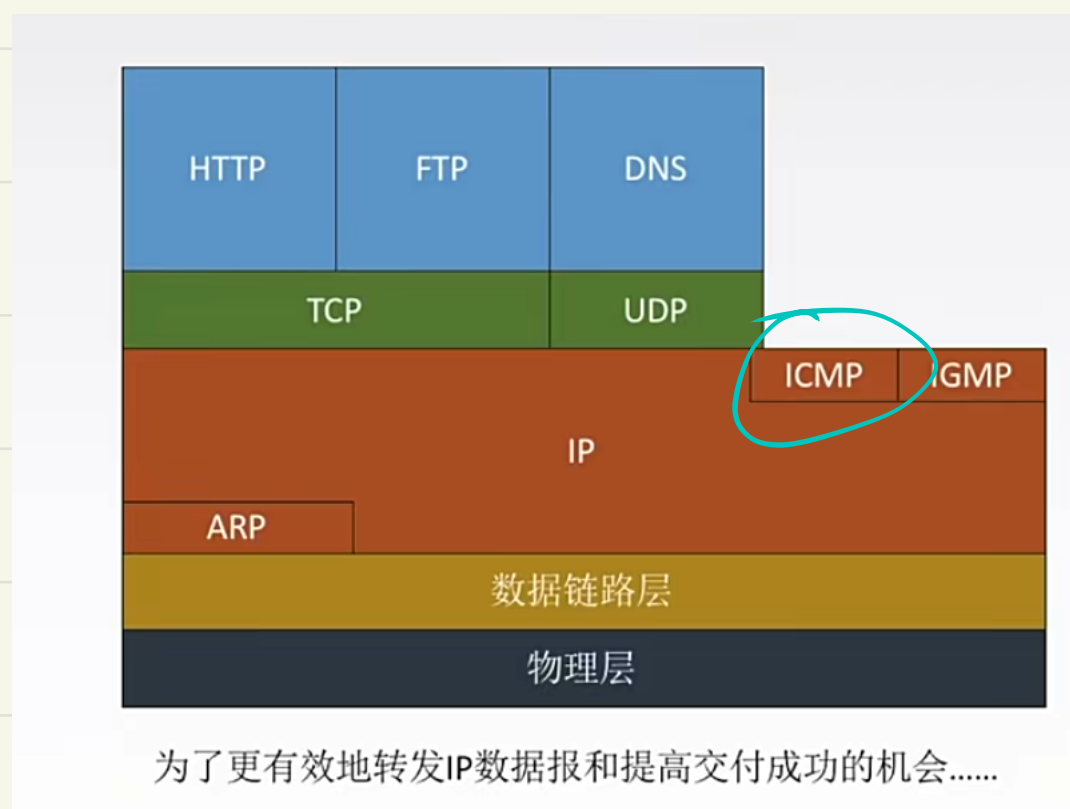 HTTP FTP DNS
TCP UDP
ICMP IGMP
IP
ARP
数据链路层
物理层
为了更有效地转发IP数据报和提高交付成功的机会......